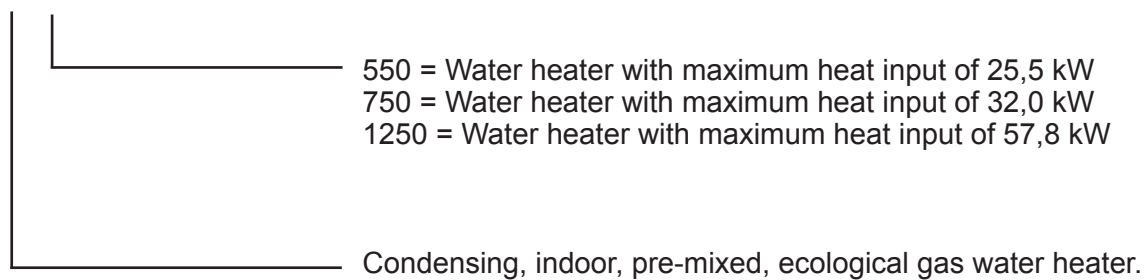 550 = Water heater with maximum heat input of 25,5 kW
750 = Water heater with maximum heat input of 32,0 kW
1250 = Water heater with maximum heat input of 57,8 kW
Condensing, indoor, pre-mixed, ecological gas water heater.